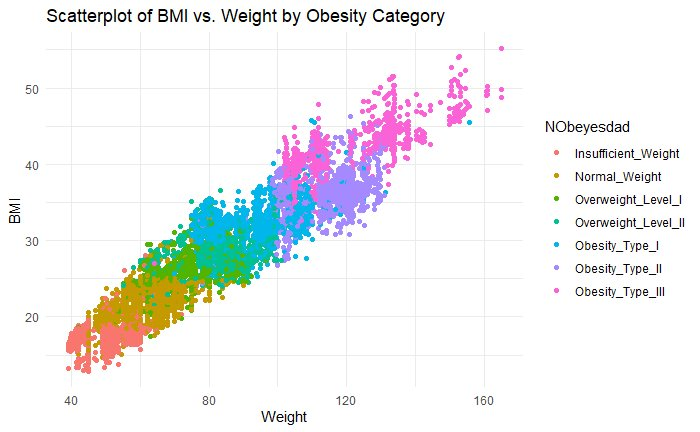 Scatterplot of BMI vs. Weight by Obesity Category
50
40
30
20
BMI
40
80
120
160
Weight
NObeyesdad
Insufficient_Weight
Normal_Weight
Overweight_Level_I
Overweight_Level_II
Obesity_Type_I
Obesity_Type_II
Obesity_Type_III